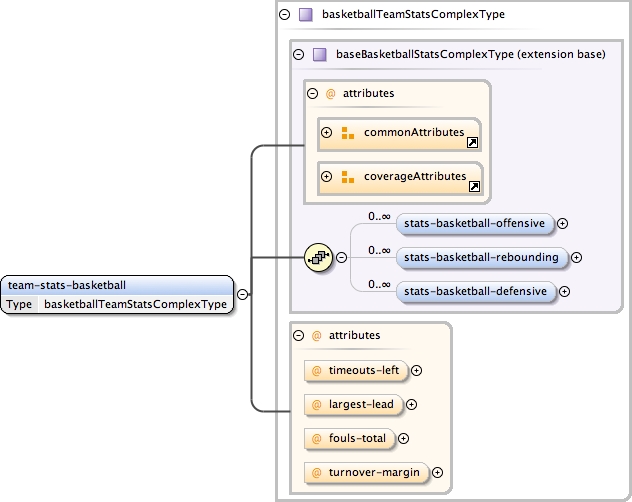 basketballTeamStatsComplexType
baseBasketballStatsComplexType (extension base)
@ attributes
commonAttributes
coverageAttributes
0..∞
stats-basketball-offensive
0..∞
stats-basketball-rebounding
0..∞
stats-basketball-defensive
team-stats-basketball
Type basketballTeamStatsComplexType
@ attributes
@ timeouts-left
@ largest-lead
@ fouls-total
@ turnover-margin